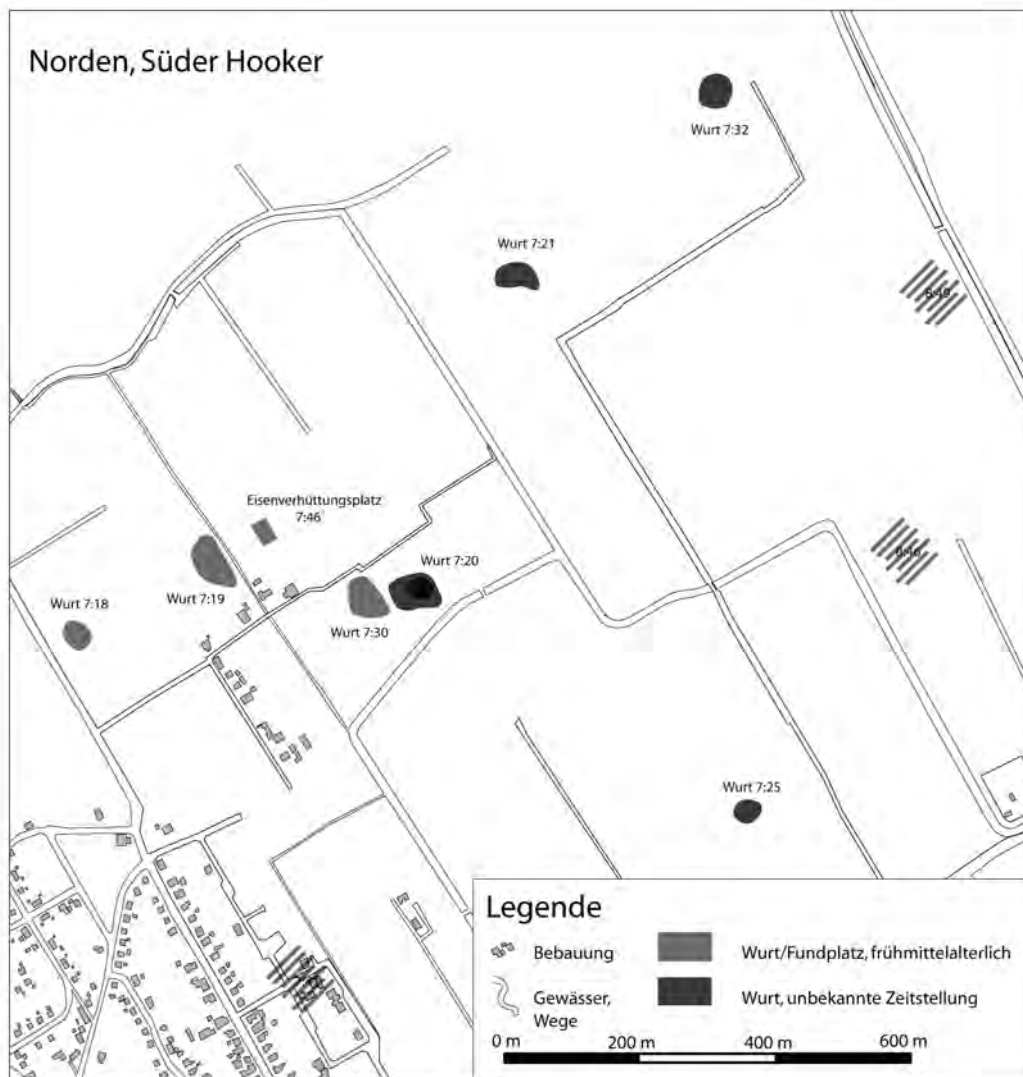 Norden, Süder Hooker
Wurt 7:32
Wurt 7:21
Eisenverhüttungsplatz
7:46
Wurt 7:20
Wurt 7:19
Wurt 7:18
Wurt 7:30
Wurt 7:25
Legende
Bebauung
Wurt/Fundplatz, frühmittelalterlich
Gewässer,
Wege
Wurt, unbekannte Zeitstellung
0 m
200 m
400 m
600 m